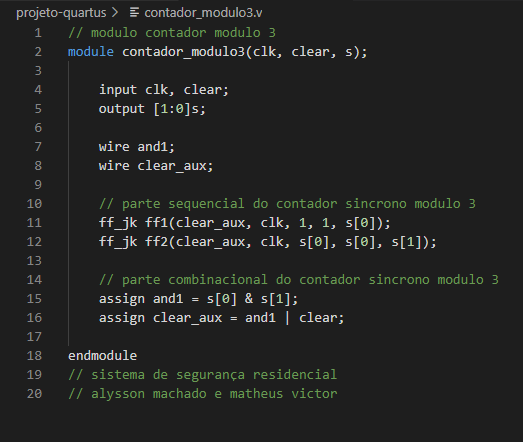 projeto-quartus > contador_modulo3.v
1 // modulo contador modulo 3
2 module contador_modulo3(clk, clear, s);
3
4 input clk, clear;
5 output [1:0]s;
6
7 wire and1;
8 wire clear_aux;
9
10 // parte sequencial do contador sincrono modulo 3
11 ff_jk ff1(clear_aux, clk, 1, 1, s[0]);
12 ff_jk ff2(clear_aux, clk, s[0], s[0], s[1]);
13
14 // parte combinacional do contador sincrono modulo 3
15 assign and1 = s[0] & s[1];
16 assign clear_aux = and1 | clear;
17
18 endmodule
19 // sistema de segurança residencial
20 // alysson machado e matheus victor